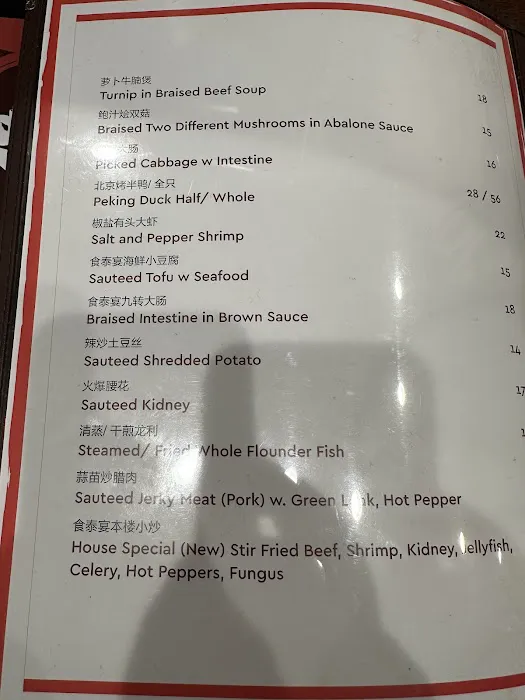 萝卜牛腩煲
Turnip in Braised Beef Soup 18
鲍汁烩双菇
Braised Two Different Mushrooms in Abalone Sauce 15
大肠
Picked Cabbage w Intestine 16
北京烤半鸭/ 全只
Peking Duck Half/ Whole 28 / 56
椒盐有头大虾
Salt and Pepper Shrimp 22
食泰宴海鲜小豆腐
Sauteed Tofu w Seafood 15
食泰宴九转大肠
Braised Intestine in Brown Sauce 18
辣炒土豆丝
Sauteed Shredded Potato 14
火爆腰花
Sauteed Kidney 17
清蒸/ 干煎龙利
Steamed/ Fried Whole Flounder Fish
蒜苗炒腊肉
Sauteed Jerky Meat (Pork) w. Green Hot Pepper
食泰宴本楼小炒
House Special (New) Stir Fried Beef, Shrimp, Kidney, Jellyfish,
Celery, Hot Peppers, Fungus